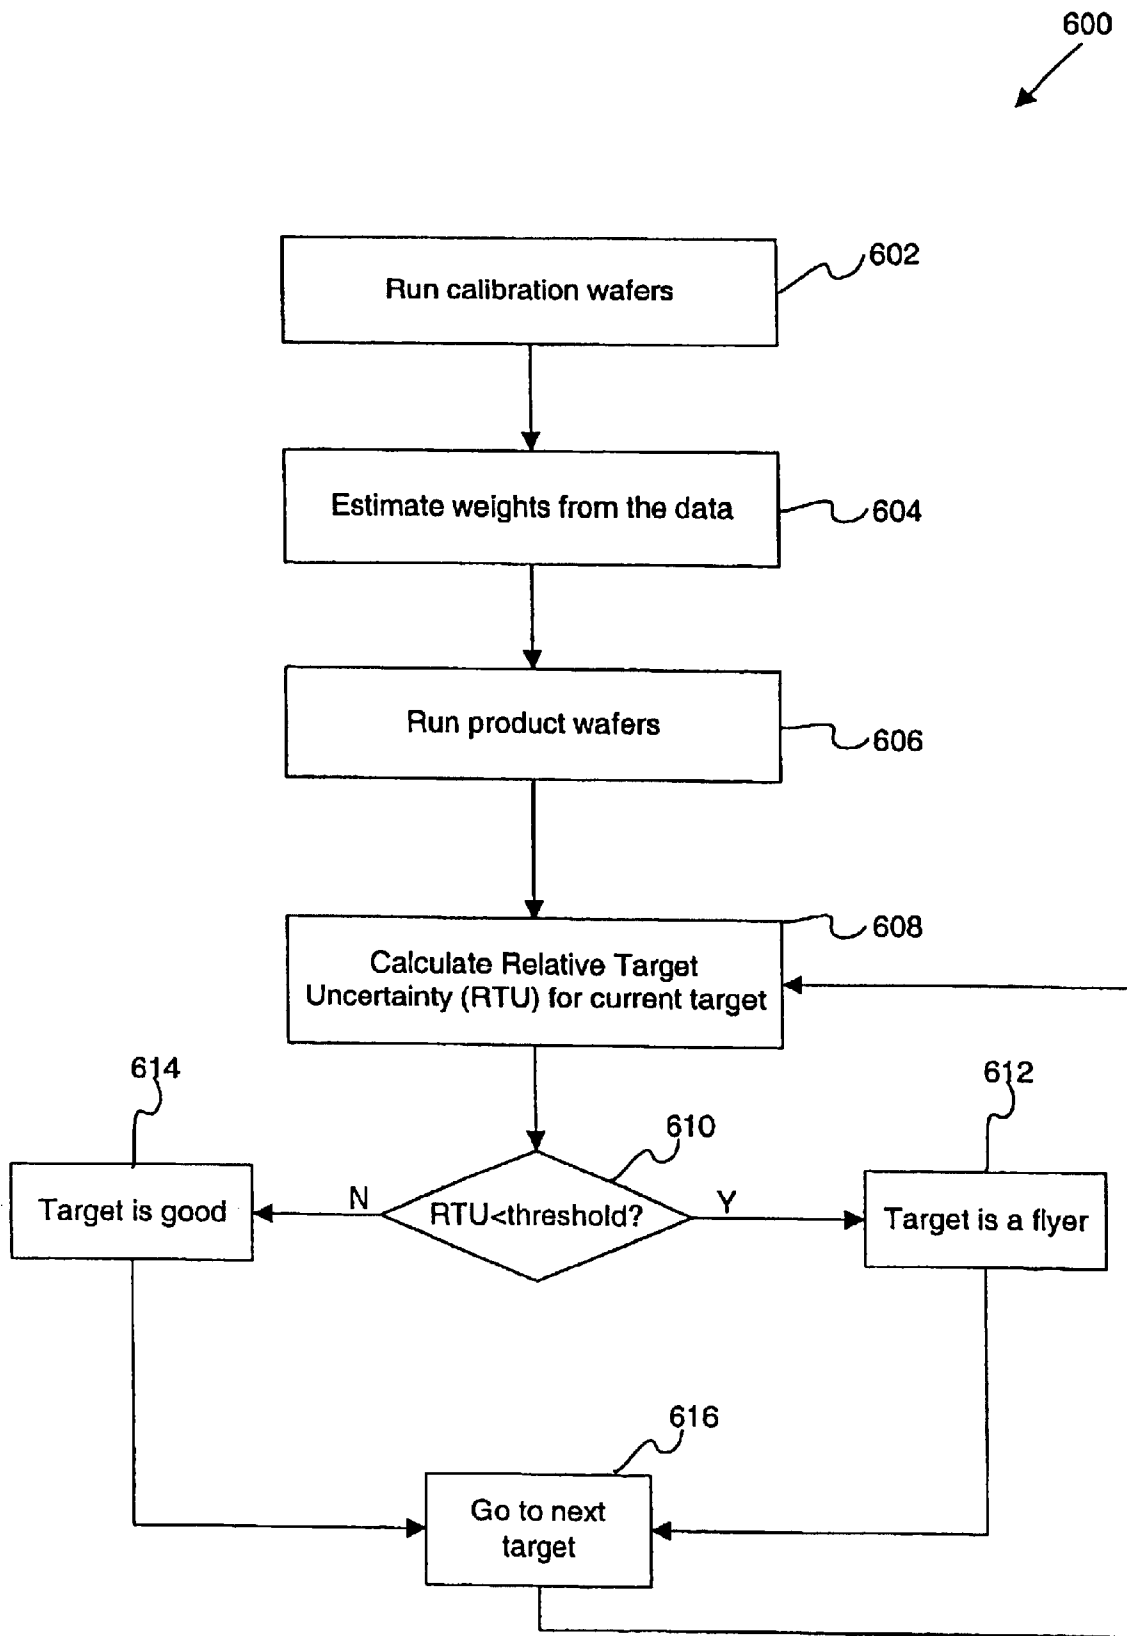 600
Run calibration wafers
602
Estimate weights from the data
604
Run product wafers
606
608
Calculate Relative Target
Uncertainty (RTU) for current target
614
612
610
Target is good
N
RTU<threshold?
Y
Target is a flyer
616
Go to next
target